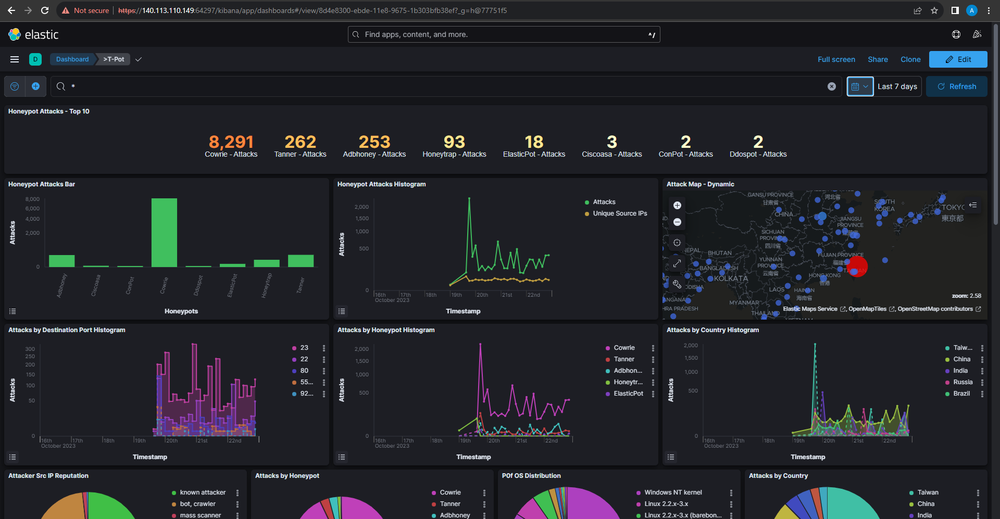 Not secure https://140.113.110.149:64297/kibana/app/dashboards#/view/8d4e8300-ebde-11e8-9675-1b303bfb38ef?_g=h@77751f5
A
elastic
Find apps, content, and more.
^/
D Dashboard >T-Pot
Full screen Share Clone Edit
*
Last 7 days Refresh
Honeypot Attacks - Top 10
8,291 262 253 93 18 3 2 2
Cowrie - Attacks Tanner - Attacks Adbhoney - Attacks Honeytrap - Attacks ElasticPot - Attacks Ciscoasa - Attacks ConPot - Attacks Ddospot - Attacks
Honeypot Attacks Bar
8,000
6,000
4,000
2,000
0
Attacks
Adbhoney Ciscoasa ConPot Cowrie Ddospot ElasticPot Honeytrap Tanner
Honeypots
Honeypot Attacks Histogram
2,000
1,500
1,000
500
0
Attacks
16th 17th 18th 19th 20th 21st 22nd
October 2023
Timestamp
Attacks
Unique Source IPs
Attack Map - Dynamic
GANSU PROVINCE
甘肃省
河北省
CHINA
SOUTH
KOREA
TOKYO
東京都
JIANGSU
PROVINCE
SICHUAN
PROVINCE
四川省
NEPAL
BHUTAN
FUJIAN PROVINCE
福建省
YUNNAN
PROVINCE
云南省
BANGLADESH
KOLKATA
ODISHA
HONG KONG
香港
LAOS
HAINAN
海南省
ANGANA
MYANMAR
HRA PRADESH
THAILAND
VIETNAM
zoom: 2.58
Elastic Maps Service , OpenMapTiles , OpenStreetMap contributors
Attacks by Destination Port Histogram
300
250
200
150
100
50
0
Attacks
16th 17th 18th 19th 20th 21st 22nd
October 2023
Timestamp
23
22
80
55...
92...
Attacks by Honeypot Histogram
2,000
1,500
1,000
500
0
Attacks
16th 17th 18th 19th 20th 21st 22nd
October 2023
Timestamp
Cowrie
Tanner
Adbhon...
Honeytr...
ElasticPot
Attacks by Country Histogram
2,000
1,500
1,000
500
0
Attacks
16th 17th 18th 19th 20th 21st 22nd
October 2023
Timestamp
Taiw...
China
India
Russia
Brazil
Attacker Src IP Reputation
known attacker
bot, crawler
mass scanner
Attacks by Honeypot
Cowrie
Tanner
Adbhoney
P0f OS Distribution
Windows NT kernel
Linux 2.2.x-3.x
Linux 2.2.x-3.x (barebon...
Attacks by Country
Taiwan
China
India